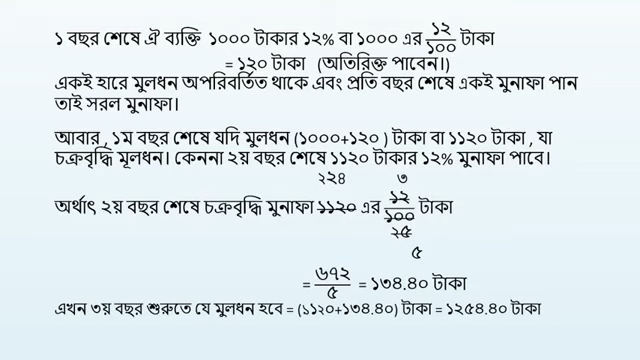 ১ বছর শেষে ঐ ব্যক্তি ১০০০ টাকার ১২% বা ১০০০ এর ১২/১০০ টাকা
= ১২০ টাকা (অতিরিক্ত পাবেন।)
একই হারে মুলধন অপরিবর্তিত থাকে এবং প্রতি বছর শেষে একই মুনাফা পান
তাই সরল মুনাফা।
আবার , ১ম বছর শেষে যদি মুলধন (১০০০+১২০ ) টাকা বা ১১২০ টাকা , যা
চক্রবৃদ্ধি মূলধন। কেননা ২য় বছর শেষে ১১২০ টাকার ১২% মুনাফা পাবে।
২২৪ ৩
অর্থাৎ ২য় বছর শেষে চক্রবৃদ্ধি মুনাফা ১১২০ এর ১২/১০০ টাকা
২৫
৫
= ৬৭২/৫ = ১৩৪.৪০ টাকা
এখন ৩য় বছর শুরুতে যে মুলধন হবে = (১১২০+১৩৪.৪০) টাকা = ১২৫৪.৪০ টাকা